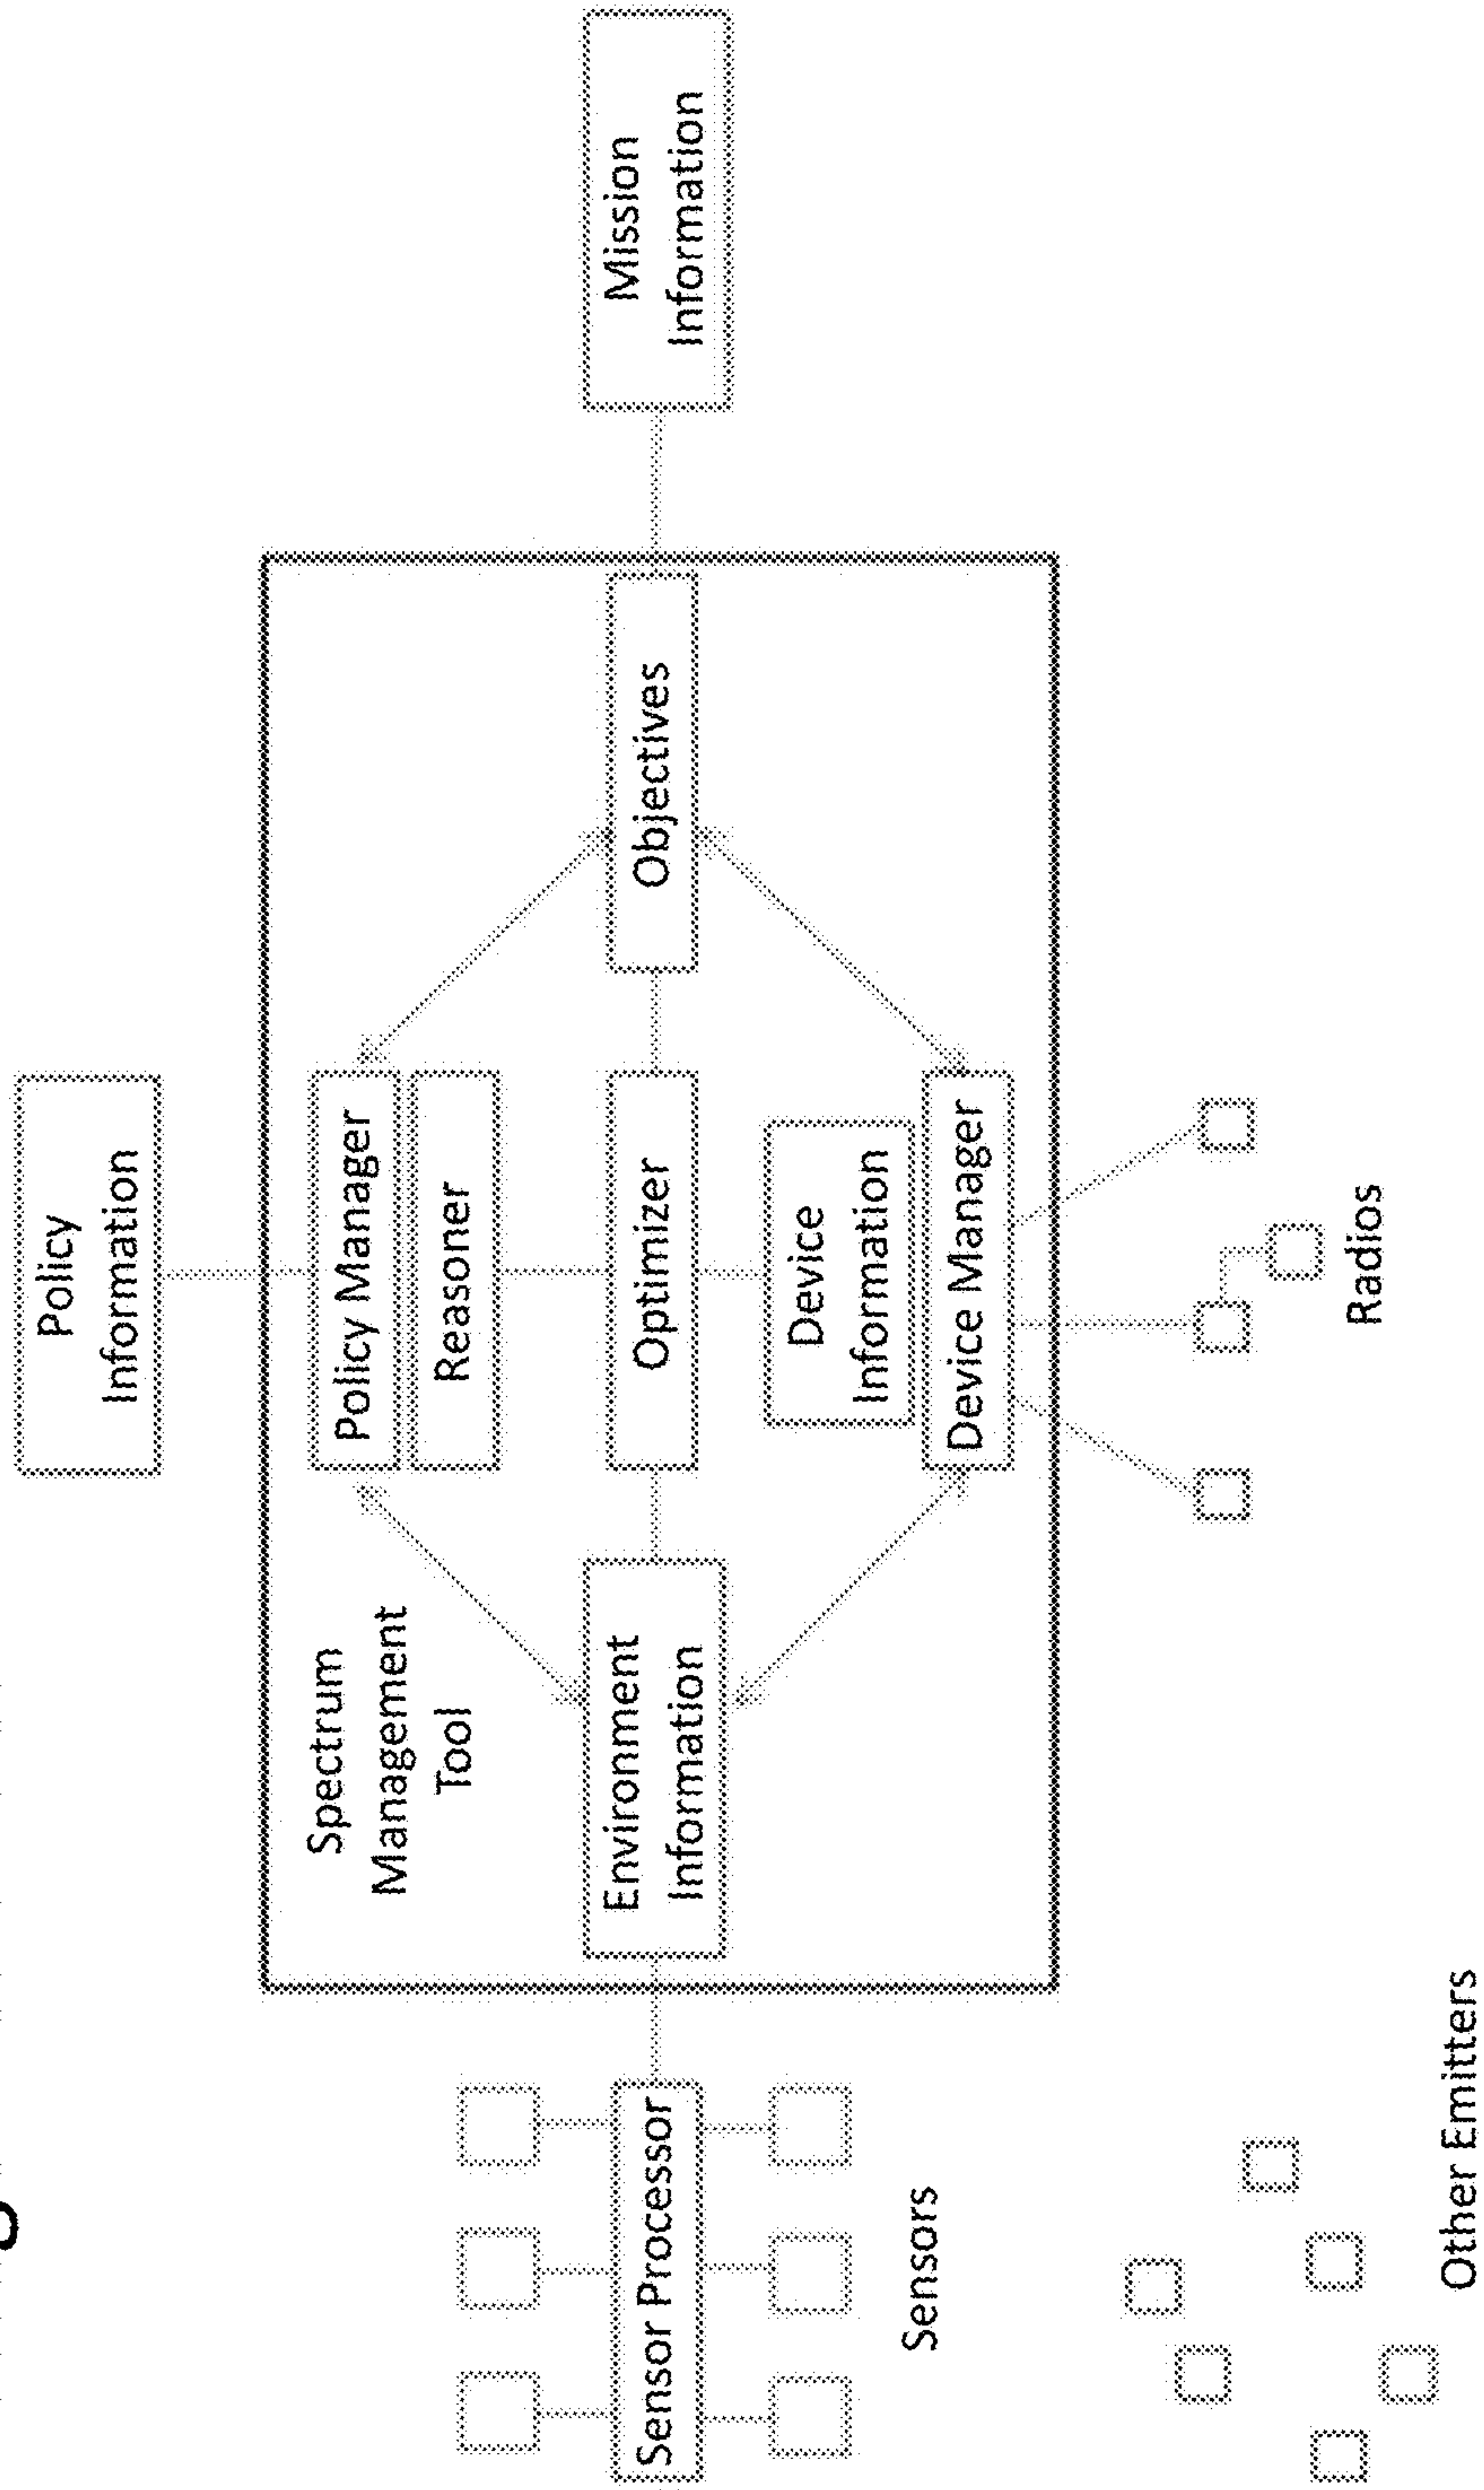 Policy
Information
Spectrum
Management
Tool
Policy Manager
Reasoner
Environment
Information
Optimizer
Objectives
Mission
Information
Sensor Processor
Device
Information
Device Manager
Sensors
Radios
Other Emitters